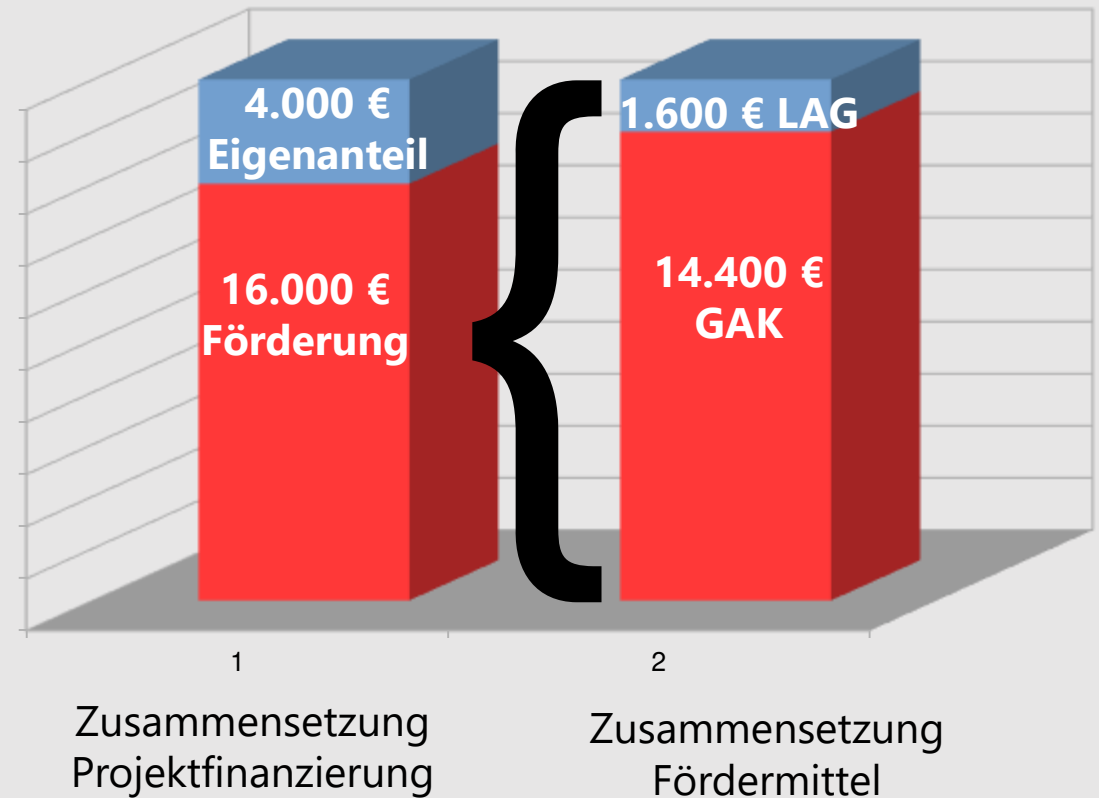 4.000 €
Eigenanteil
16.000 €
Förderung
{
1.600 € LAG
14.400 €
GAK
1
2
Zusammensetzung
Projektfinanzierung
Zusammensetzung
Fördermittel